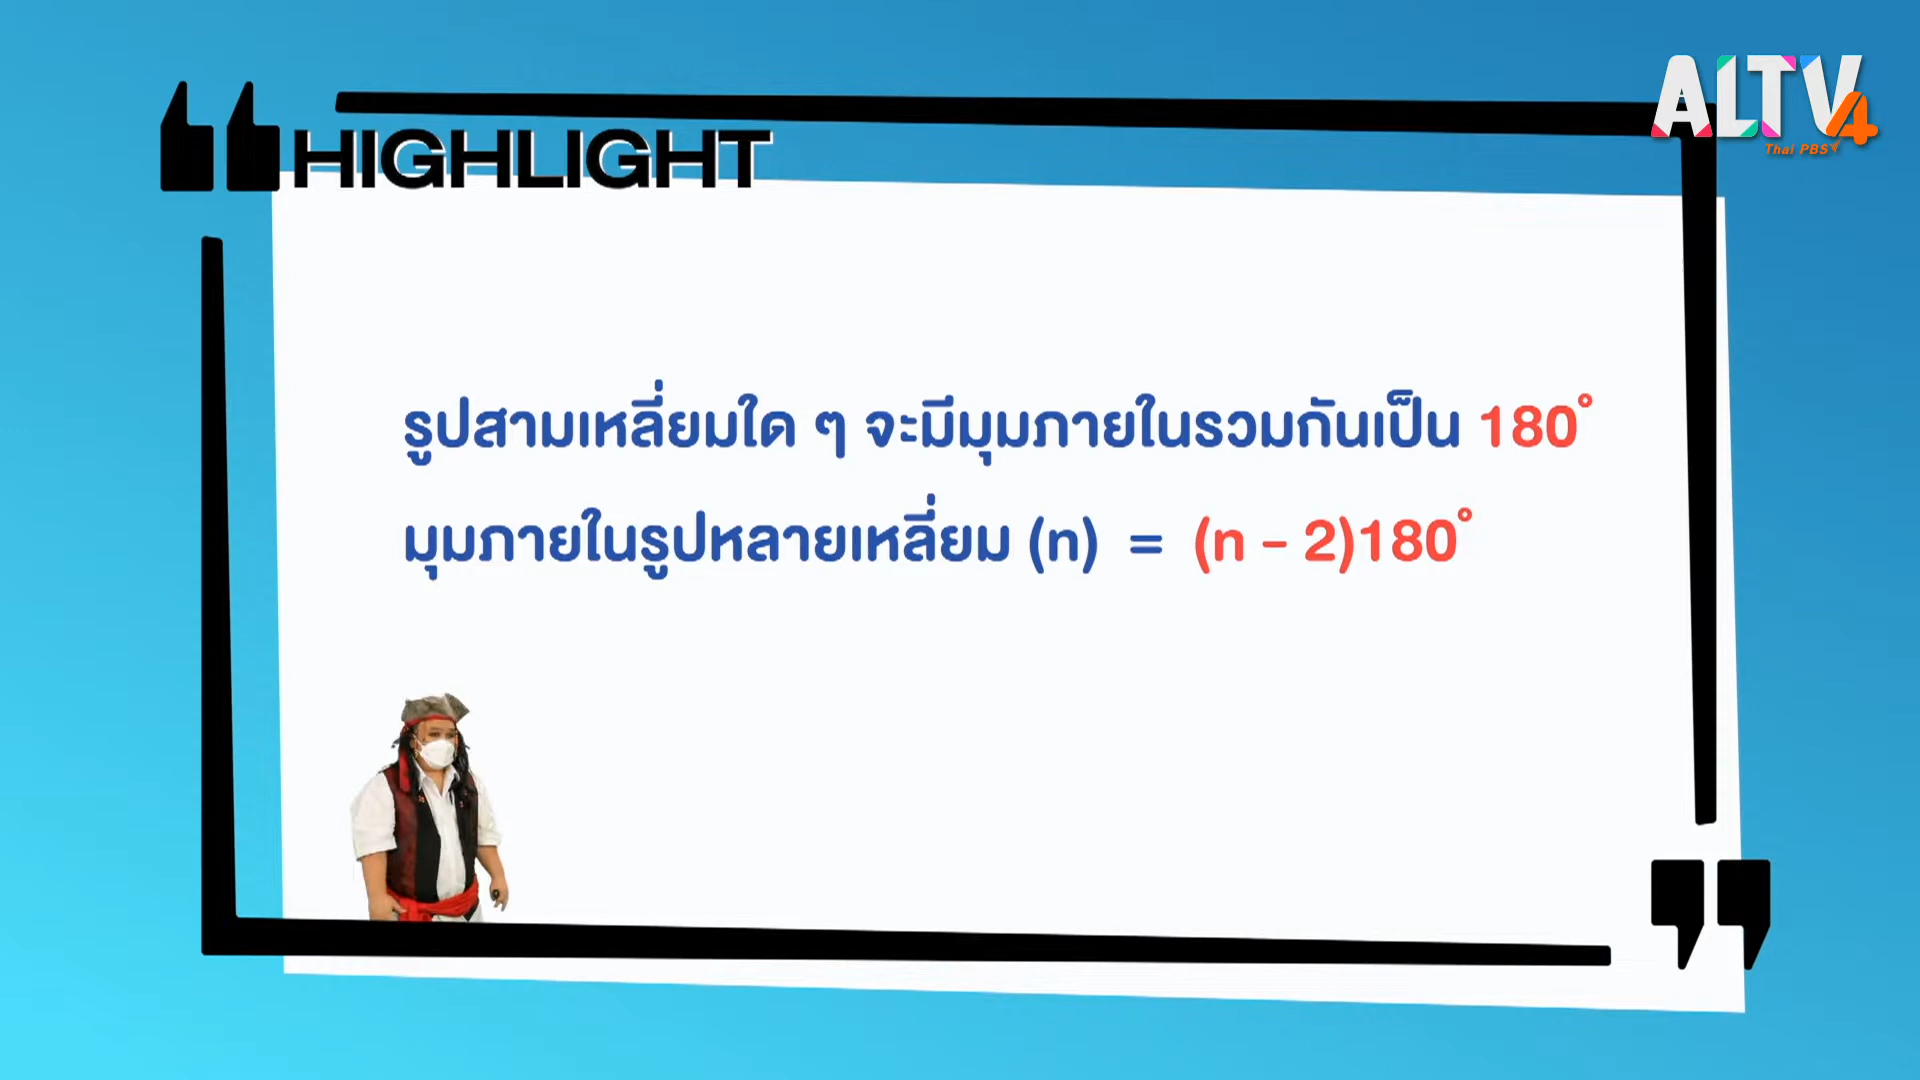 ALTV4
Thai PBS
HIGHLIGHT
รูปสามเหลี่ยมใด ๆ จะมีมุมภายในรวมกันเป็น 180°
มุมภายในรูปหลายเหลี่ยม (n) = (n - 2)180°